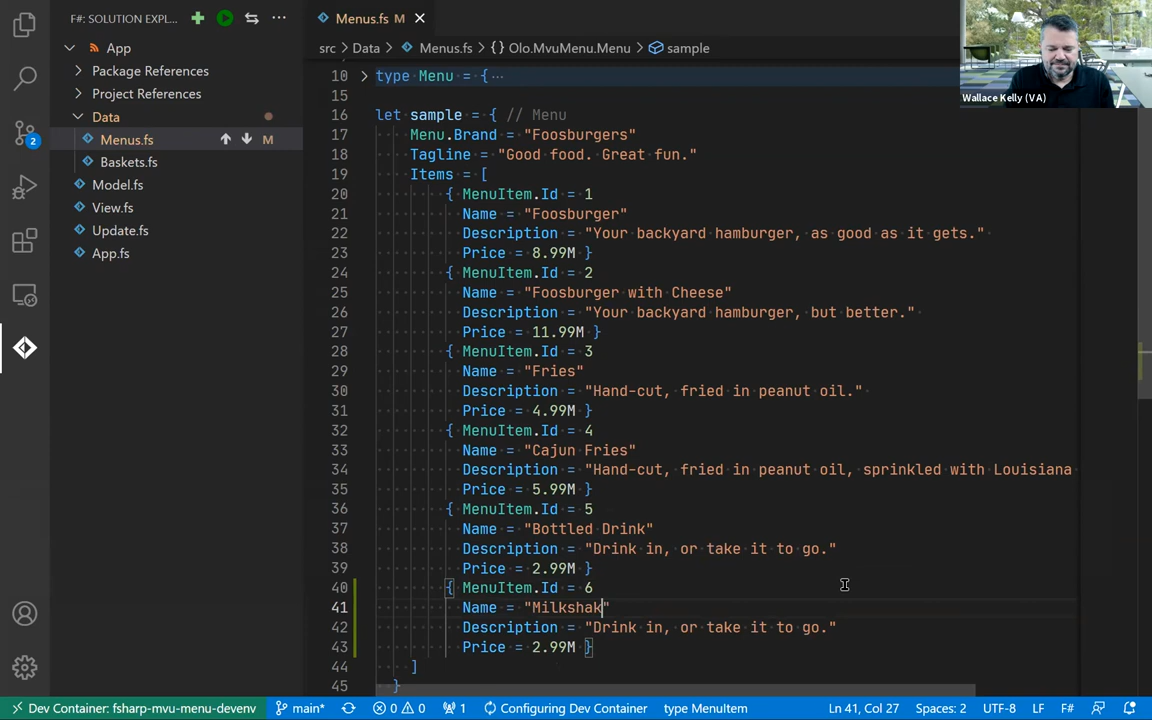 F#: SOLUTION EXPL...
Menus.fs M
App
Package References
Project References
Data
Menus.fs M
Baskets.fs
Model.fs
View.fs
Update.fs
App.fs
2
src > Data > Menus.fs > {} Olo.MvuMenu.Menu > sample
10 type Menu = {···
15
16 let sample = { // Menu
17 Menu.Brand = "Foosburgers"
18 Tagline = "Good food. Great fun."
19 Items = [
20 { MenuItem.Id = 1
21 Name = "Foosburger"
22 Description = "Your backyard hamburger, as good as it gets."
23 Price = 8.99M }
24 { MenuItem.Id = 2
25 Name = "Foosburger with Cheese"
26 Description = "Your backyard hamburger, but better."
27 Price = 11.99M }
28 { MenuItem.Id = 3
29 Name = "Fries"
30 Description = "Hand-cut, fried in peanut oil."
31 Price = 4.99M }
32 { MenuItem.Id = 4
33 Name = "Cajun Fries"
34 Description = "Hand-cut, fried in peanut oil, sprinkled with Louisiana
35 Price = 5.99M }
36 { MenuItem.Id = 5
37 Name = "Bottled Drink"
38 Description = "Drink in, or take it to go."
39 Price = 2.99M }
40 { MenuItem.Id = 6
41 Name = "Milkshak"
42 Description = "Drink in, or take it to go."
43 Price = 2.99M }
44 ]
45 }
Wallace Kelly (VA)
Dev Container: fsharp-mvu-menu-devenv main* 0 0 1 Configuring Dev Container type MenuItem Ln 41, Col 27 Spaces: 2 UTF-8 LF F#